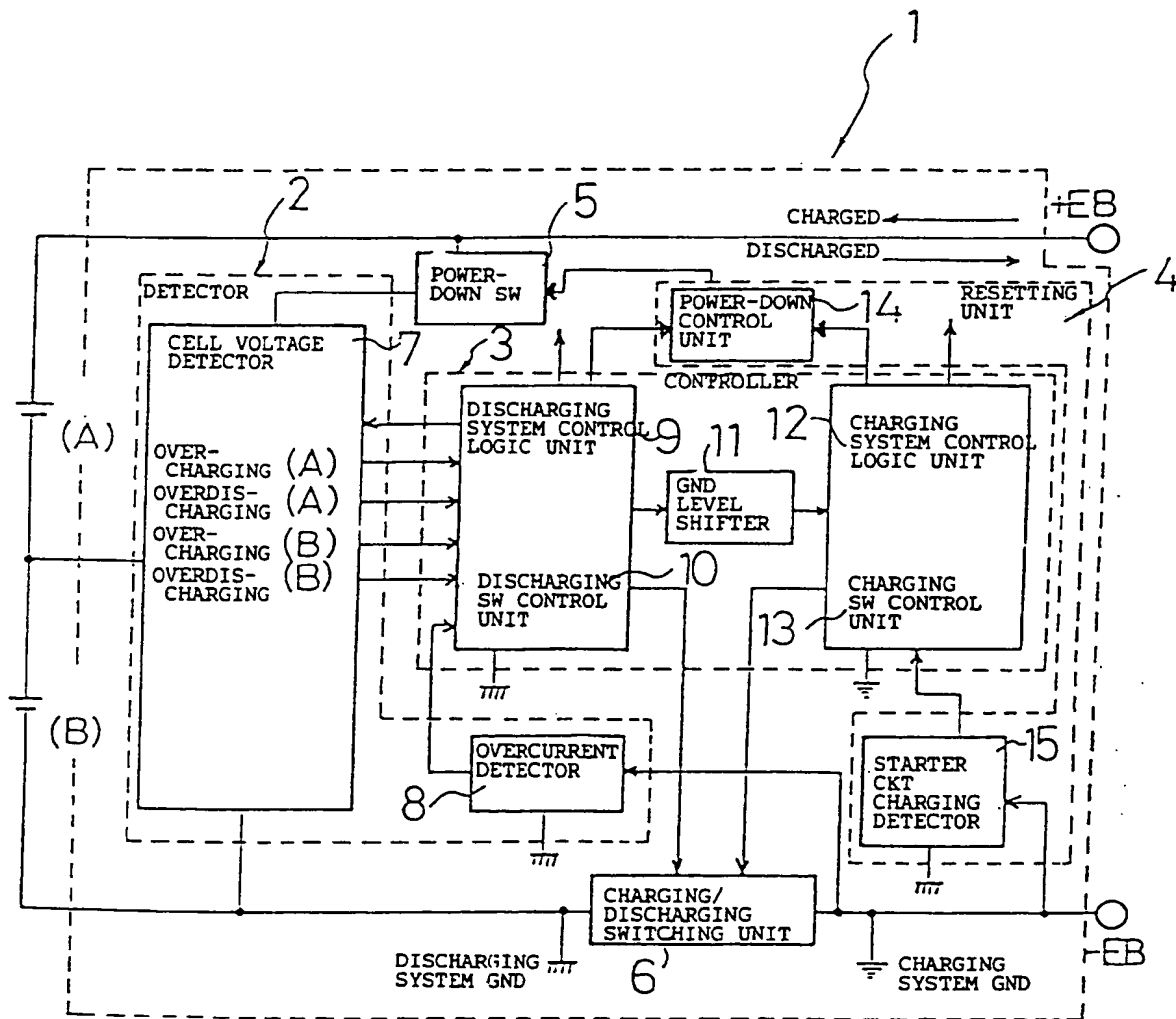 1
+EB
CHARGED
DISCHARGED
2
5
4
DETECTOR
POWER-
DOWN SW
RESETTING
UNIT
POWER-DOWN
CONTROL
UNIT
14
CELL VOLTAGE
DETECTOR
7
3
CONTROLLER
DISCHARGING
SYSTEM CONTROL
LOGIC UNIT
9
12
CHARGING
SYSTEM CONTROL
LOGIC UNIT
(A)
11
GND
LEVEL
SHIFTER
OVER-
CHARGING (A)
OVERDIS-
CHARGING (A)
OVER-
CHARGING (B)
OVERDIS-
CHARGING (B)
DISCHARGING
SW CONTROL
UNIT
10
CHARGING
SW CONTROL
UNIT
13
(B)
OVERCURRENT
DETECTOR
8
15
STARTER
CKT
CHARGING
DETECTOR
CHARGING/
DISCHARGING
SWITCHING UNIT
6'
DISCHARGING
SYSTEM GND
CHARGING
SYSTEM GND
-EB